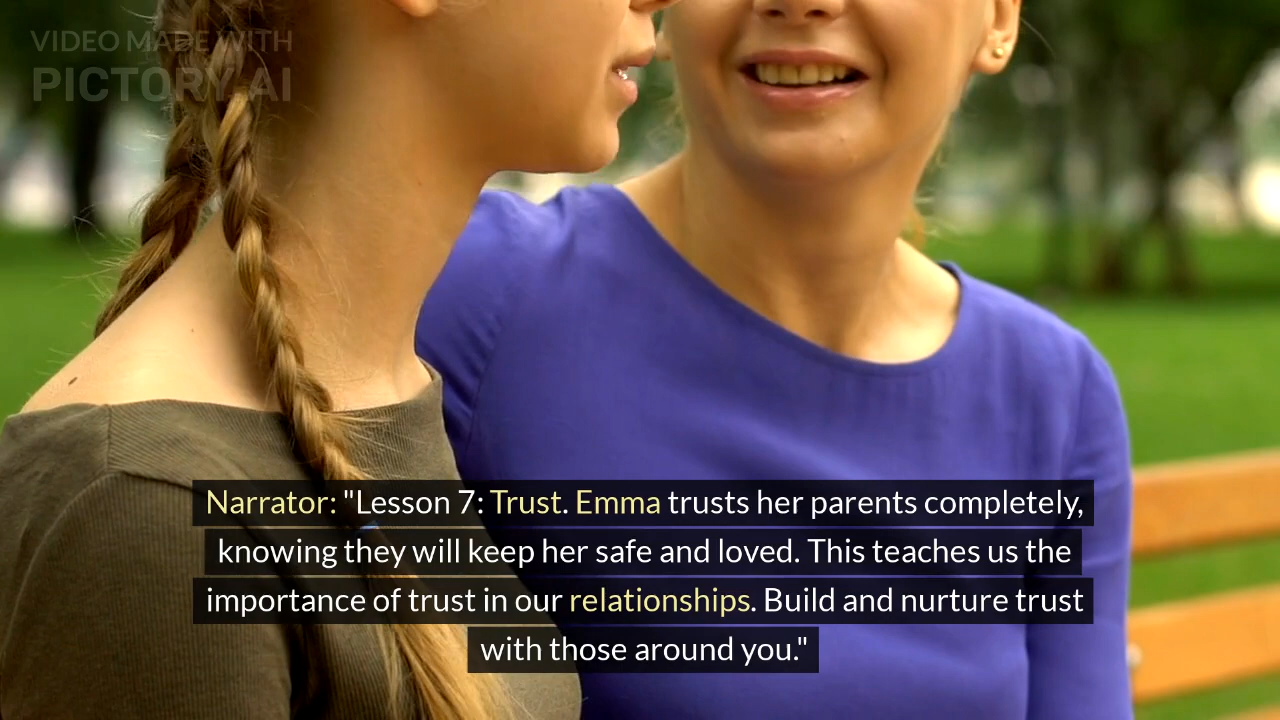 VIDEO MADE WITH
PICTORY.AI
Narrator: "Lesson 7: Trust. Emma trusts her parents completely,
knowing they will keep her safe and loved. This teaches us the
importance of trust in our relationships. Build and nurture trust
with those around you."